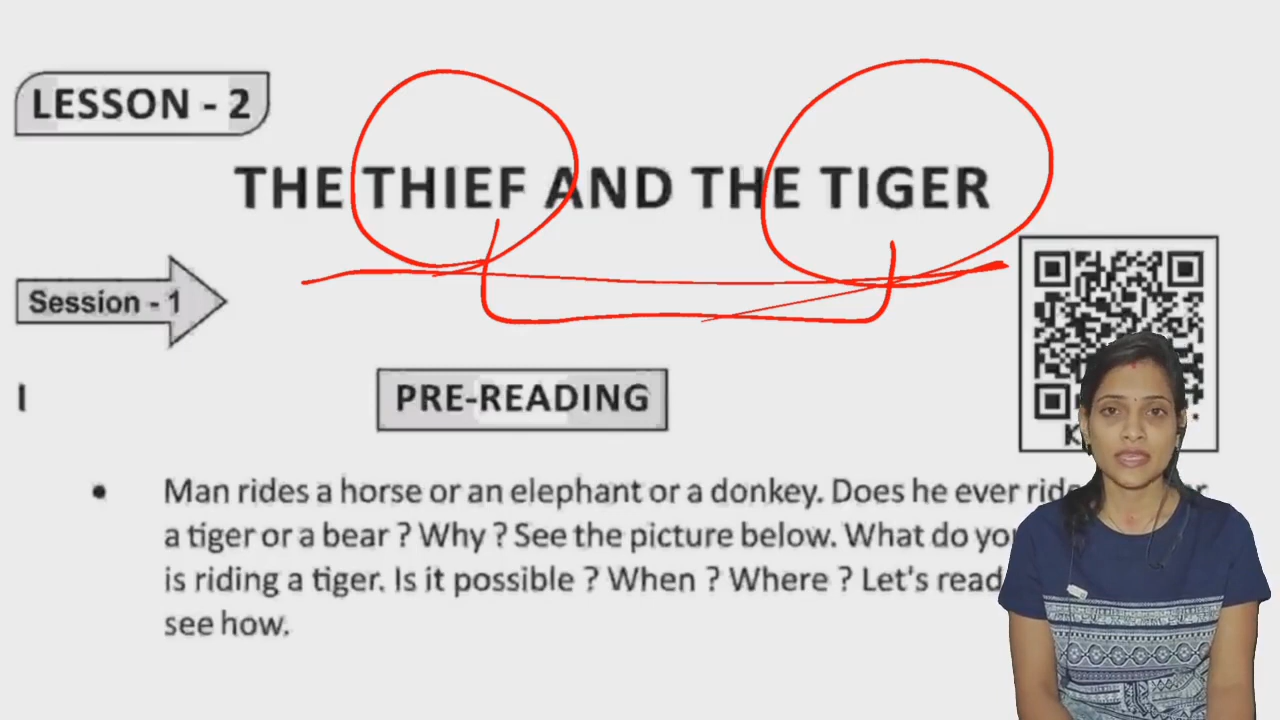 LESSON - 2
THE THIEF AND THE TIGER
Session - 1
I
PRE-READING
K
• Man rides a horse or an elephant or a donkey. Does he ever
a tiger or a bear ? Why ? See the picture below. What do
is riding a tiger. Is it possible ? When ? Where ? Let's read
see how.